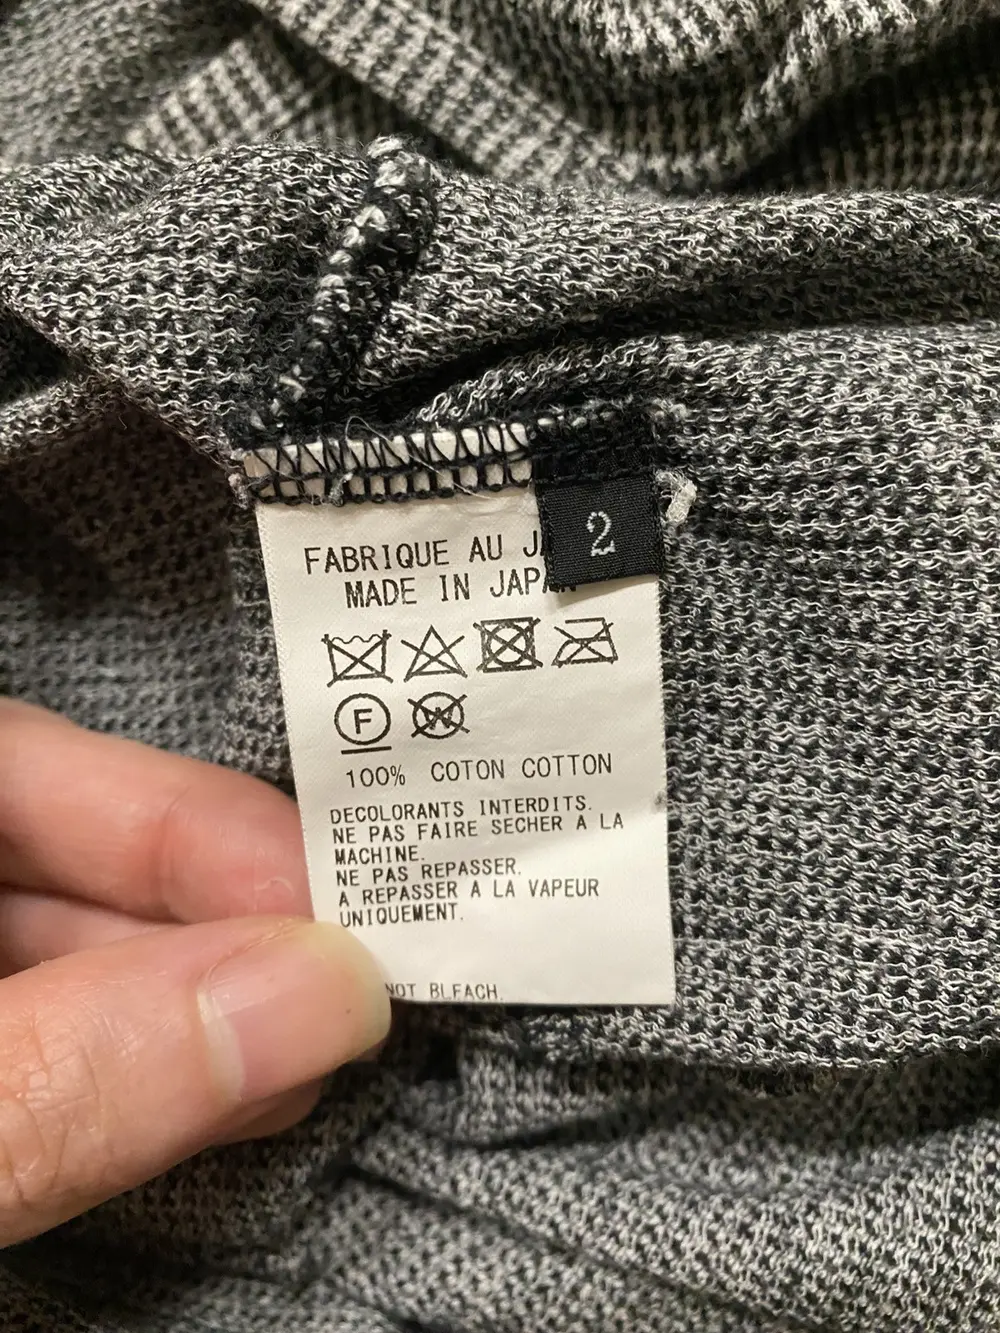 2
FABRIQUE AU
MADE IN JAPAN
F
W
100% COTON COTTON
DECOLORANTS INTERDITS.
NE PAS FAIRE SECHER A LA
MACHINE.
NE PAS REPASSER.
A REPASSER A LA VAPEUR
UNIQUEMENT.
NOT BLEACH.